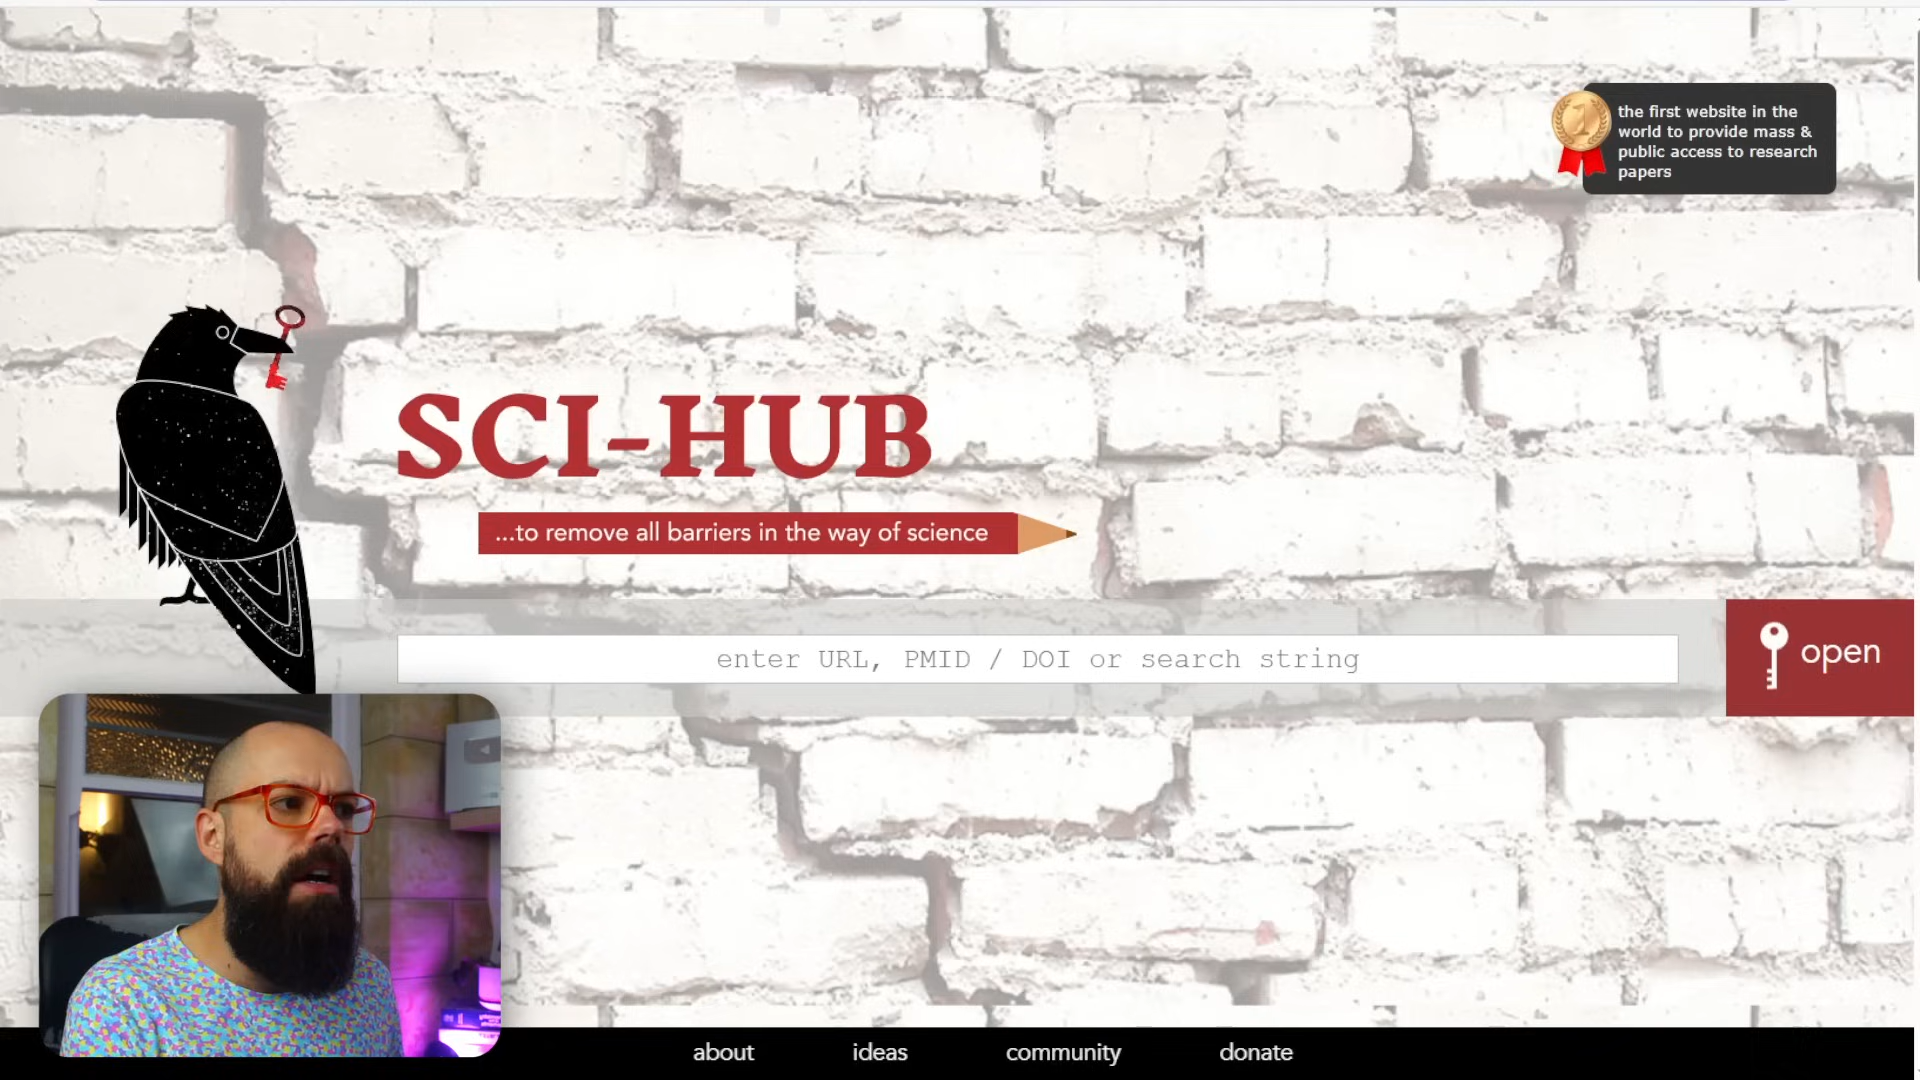 the first website in the
world to provide mass &
public access to research
papers
SCI-HUB
...to remove all barriers in the way of science
enter URL, PMID / DOI or search string
open
about
ideas
community
donate